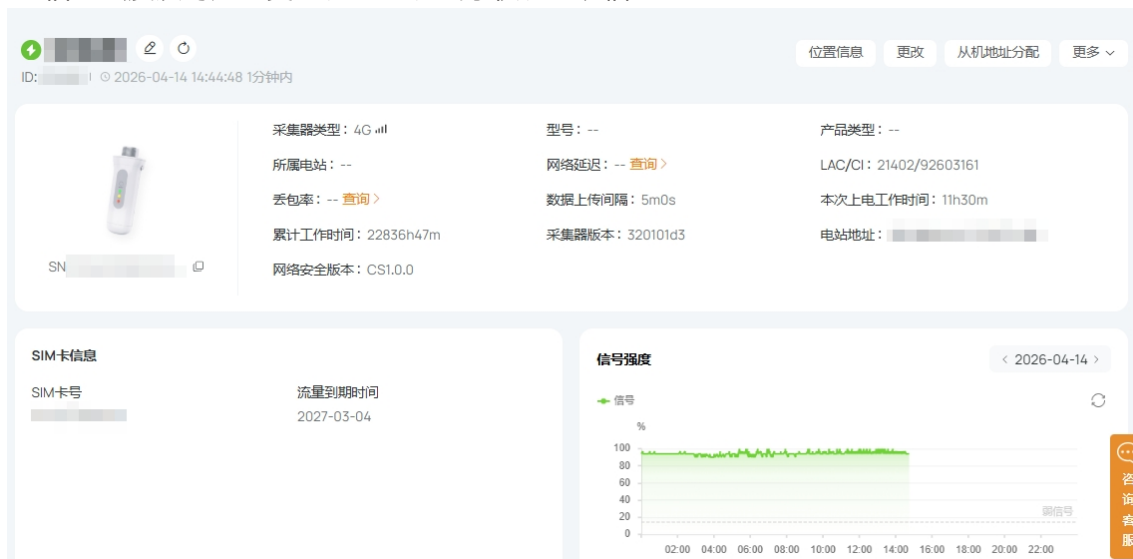 位置信息 更改 从机地址分配 更多
ID: 2026-04-14 14:44:48 1分钟内
采集器类型：4G 型号：-- 产品类型：--
所属电站：-- 网络延迟：-- 查询> LAC/CI：21402/92603161
丢包率：-- 查询> 数据上传间隔：5m0s 本次上电工作时间：11h30m
累计工作时间：22836h47m 采集器版本：320101d3 电站地址：
SN
网络安全版本：CS1.0.0
SIM卡信息
SIM卡号 流量到期时间
2027-03-04
信号强度 < 2026-04-14 >
信号
%
100
80
60
40
20
0
弱信号
02:00 04:00 06:00 08:00 10:00 12:00 14:00 16:00 18:00 20:00 22:00
咨询客服